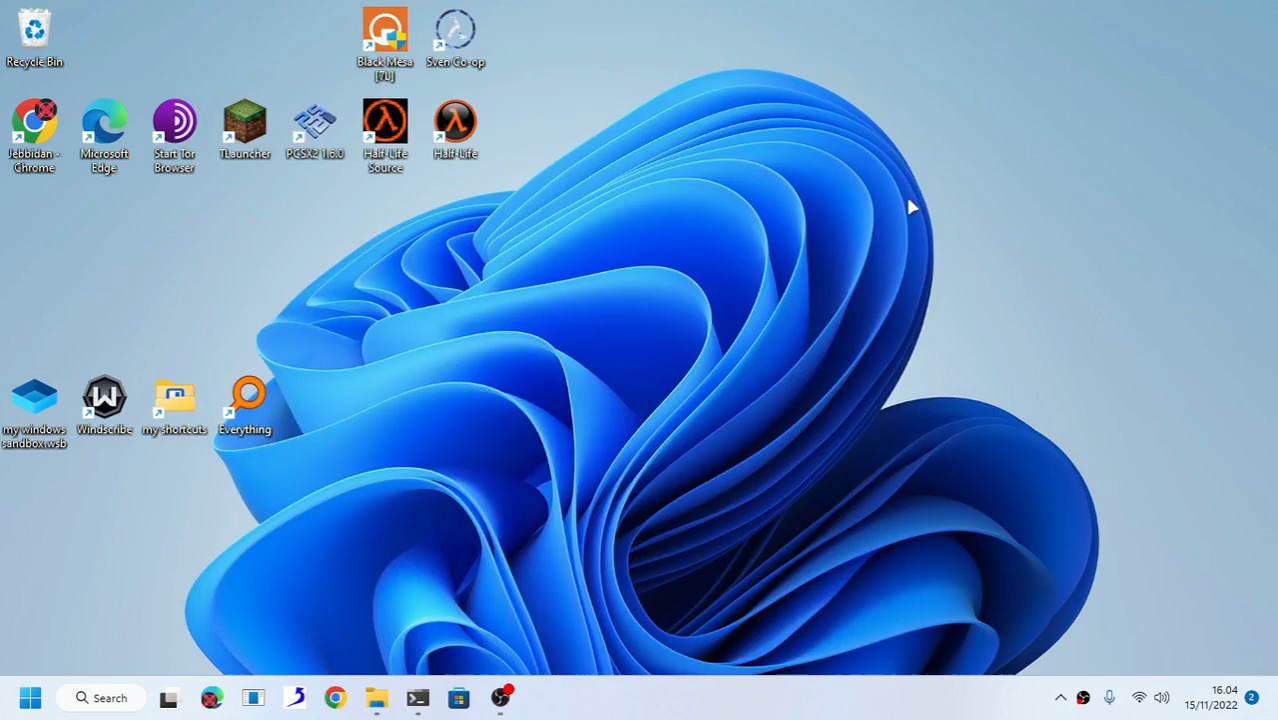 Recycle Bin
Black Mesa
[7L]
Sven Co-op
Jebbidan -
Chrome
Microsoft
Edge
Start Tor
Browser
TLauncher
PCSX2 1.6.0
Half-Life
Source
Half-Life
my windows
sandbox.wsb
Windscribe
my shortcuts
Everything
Search
16.04
15/11/2022
2